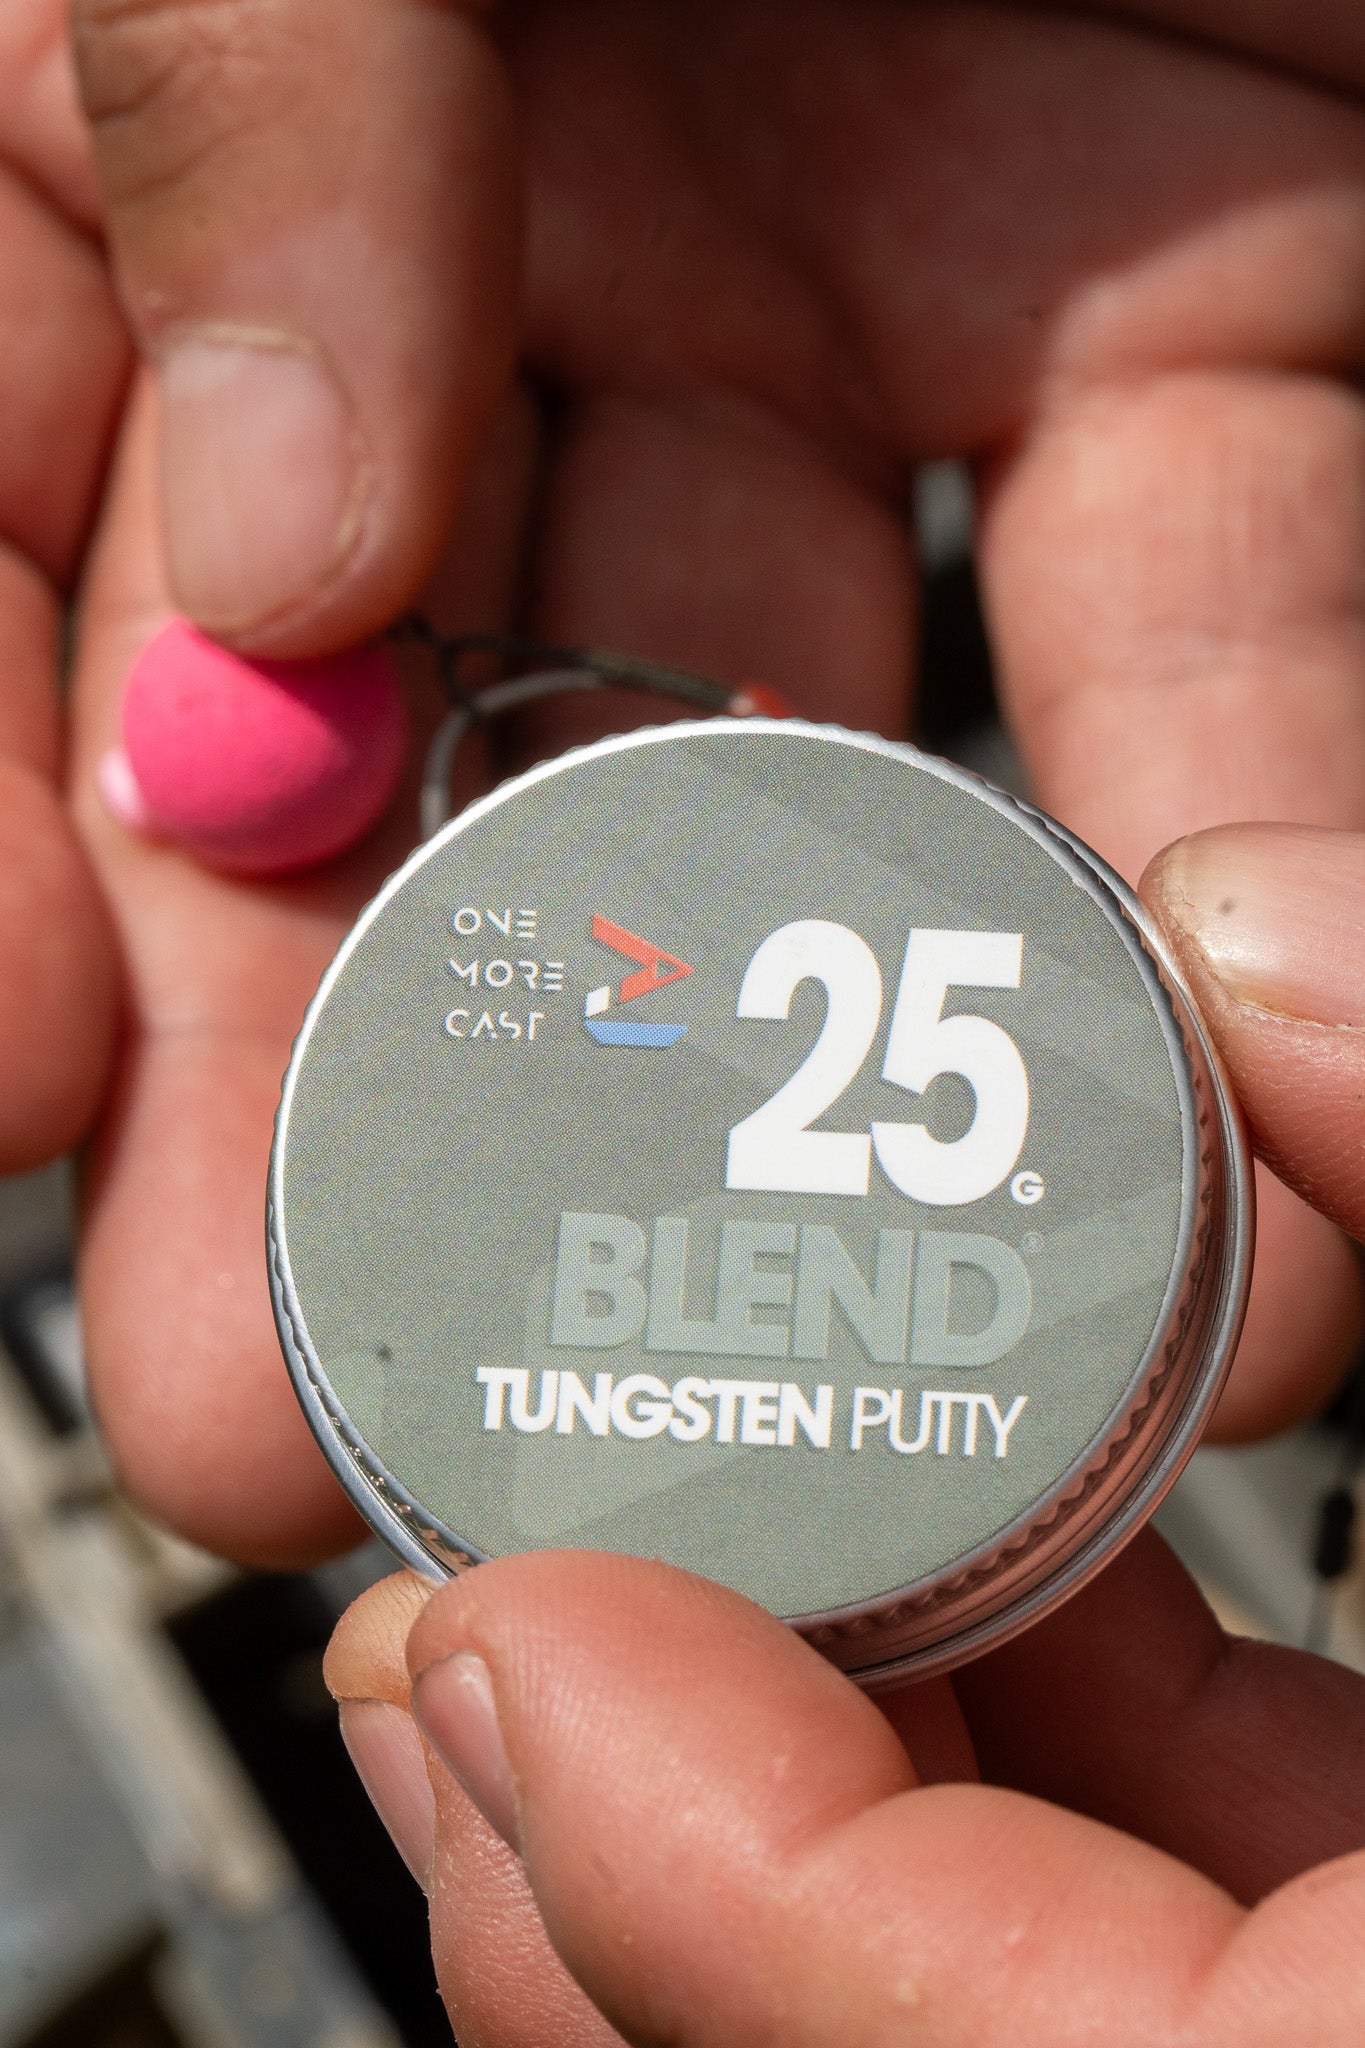 ONE
MORE
CAST
25G
BLEND®
TUNGSTEN PUTTY